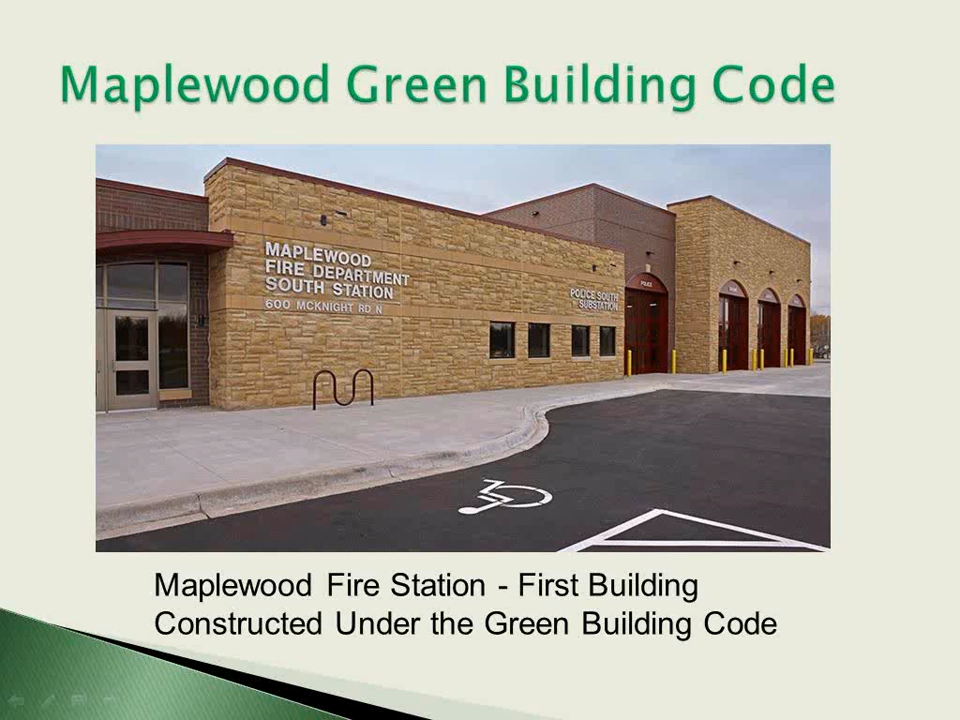 Maplewood Green Building Code
MAPLEWOOD
FIRE DEPARTMENT
SOUTH STATION
600 MCKNIGHT RD N
POLICE SOUTH
SUBSTATION
POLICE
Maplewood Fire Station - First Building
Constructed Under the Green Building Code